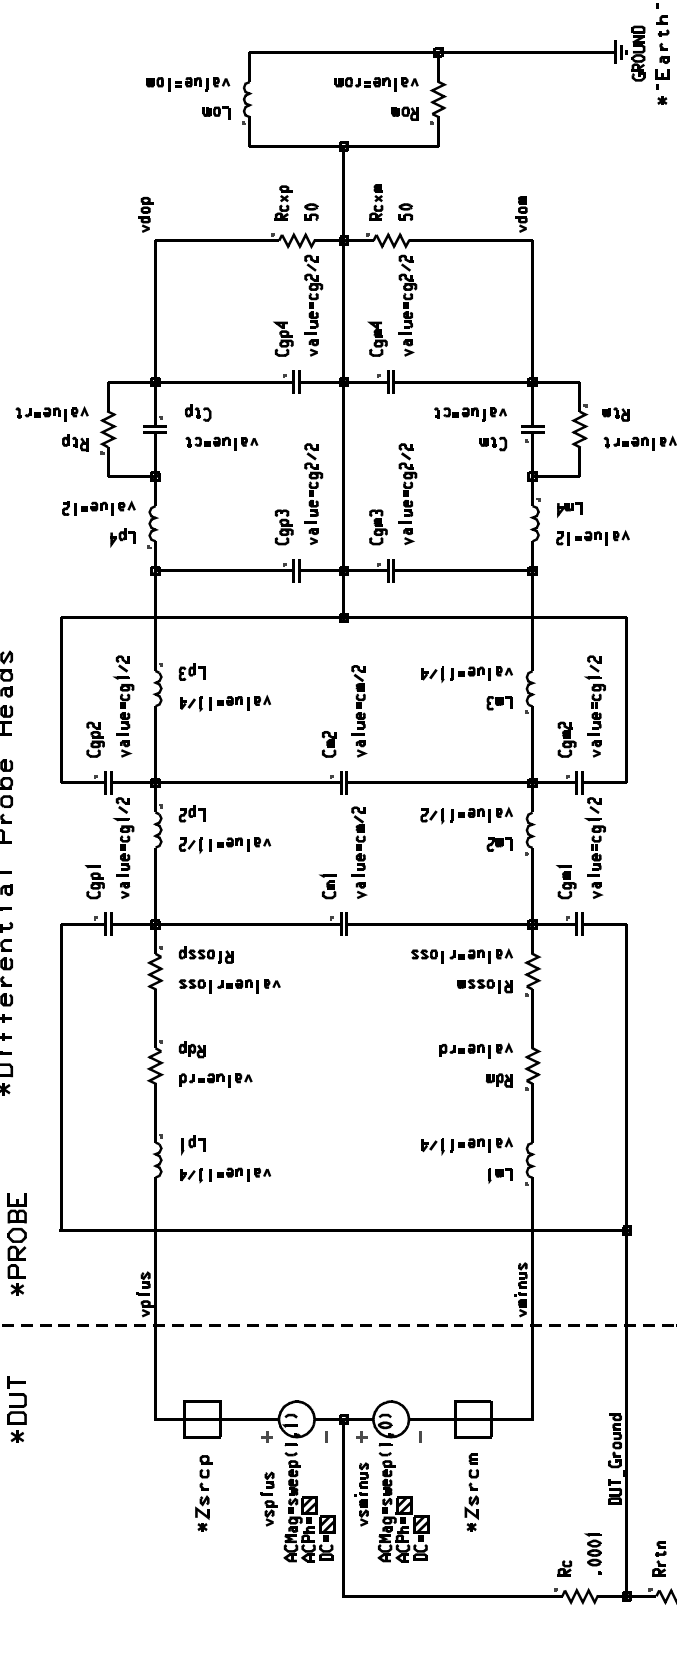 *Differential Probe Heads
*DUT
*PROBE
*Zsrcp
vsplus
ACMag=sweep(1,1)
ACPh=
DC=
vsminus
ACMag=sweep(1,0)
ACPh=
DC=
*Zsrcm
Rc
.0001
Rrtn
DUT_Ground
vplus
vminus
Lp1
value=l1/4
Lm1
value=l1/4
Rdp
value=rd
Rdm
value=rd
Rlossp
value=rloss
Rlossm
value=rloss
Cgp1
value=cg1/2
Cm1
value=cm/2
Cgm1
value=cg1/2
Lp2
value=l1/2
Lm2
value=l1/2
Cgp2
value=cg1/2
Cm2
value=cm/2
Cgm2
value=cg1/2
Lp3
value=l1/4
Lm3
value=l1/4
Cgp3
value=cg2/2
Cgm3
value=cg2/2
Lp4
value=l2
Lm4
value=l2
Rtp
value=rt
Ctp
value=ct
Ctm
value=ct
Rtm
value=rt
Cgp4
value=cg2/2
Cgm4
value=cg2/2
vdop
Rcxp
50
Rcxm
50
vdom
Lom
value=lom
Rom
value=rom
GROUND
*"Earth"